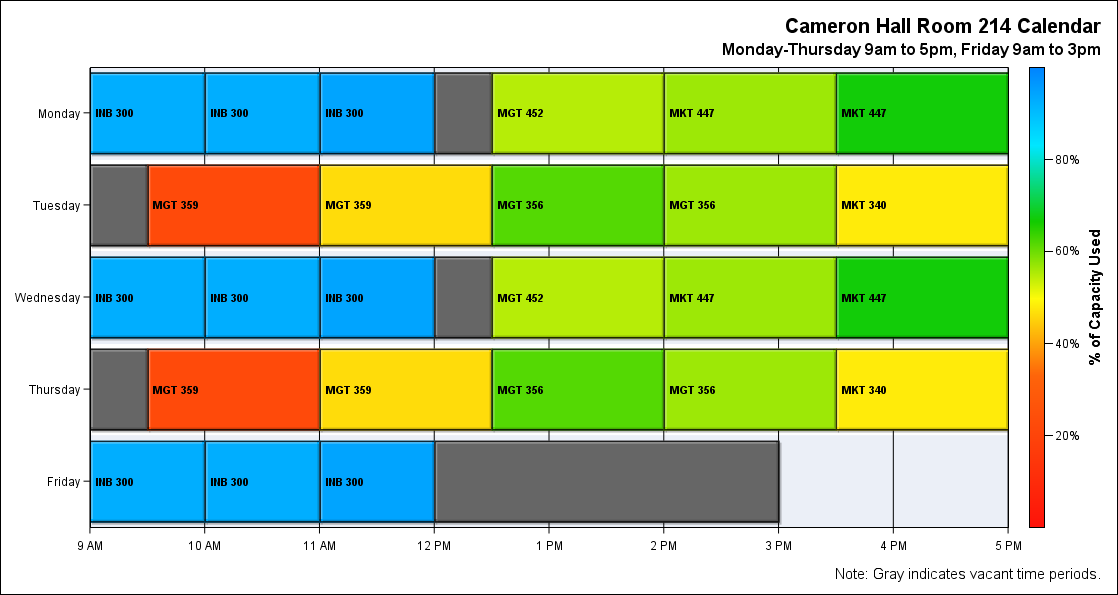 Cameron Hall Room 214 Calendar
Monday-Thursday 9am to 5pm, Friday 9am to 3pm
Monday
INB 300
INB 300
INB 300
MGT 452
MKT 447
MKT 447
Tuesday
MGT 359
MGT 359
MGT 356
MGT 356
MKT 340
Wednesday
INB 300
INB 300
INB 300
MGT 452
MKT 447
MKT 447
Thursday
MGT 359
MGT 359
MGT 356
MGT 356
MKT 340
Friday
INB 300
INB 300
INB 300
9 AM
10 AM
11 AM
12 PM
1 PM
2 PM
3 PM
4 PM
5 PM
80%
60%
40%
20%
% of Capacity Used
Note: Gray indicates vacant time periods.